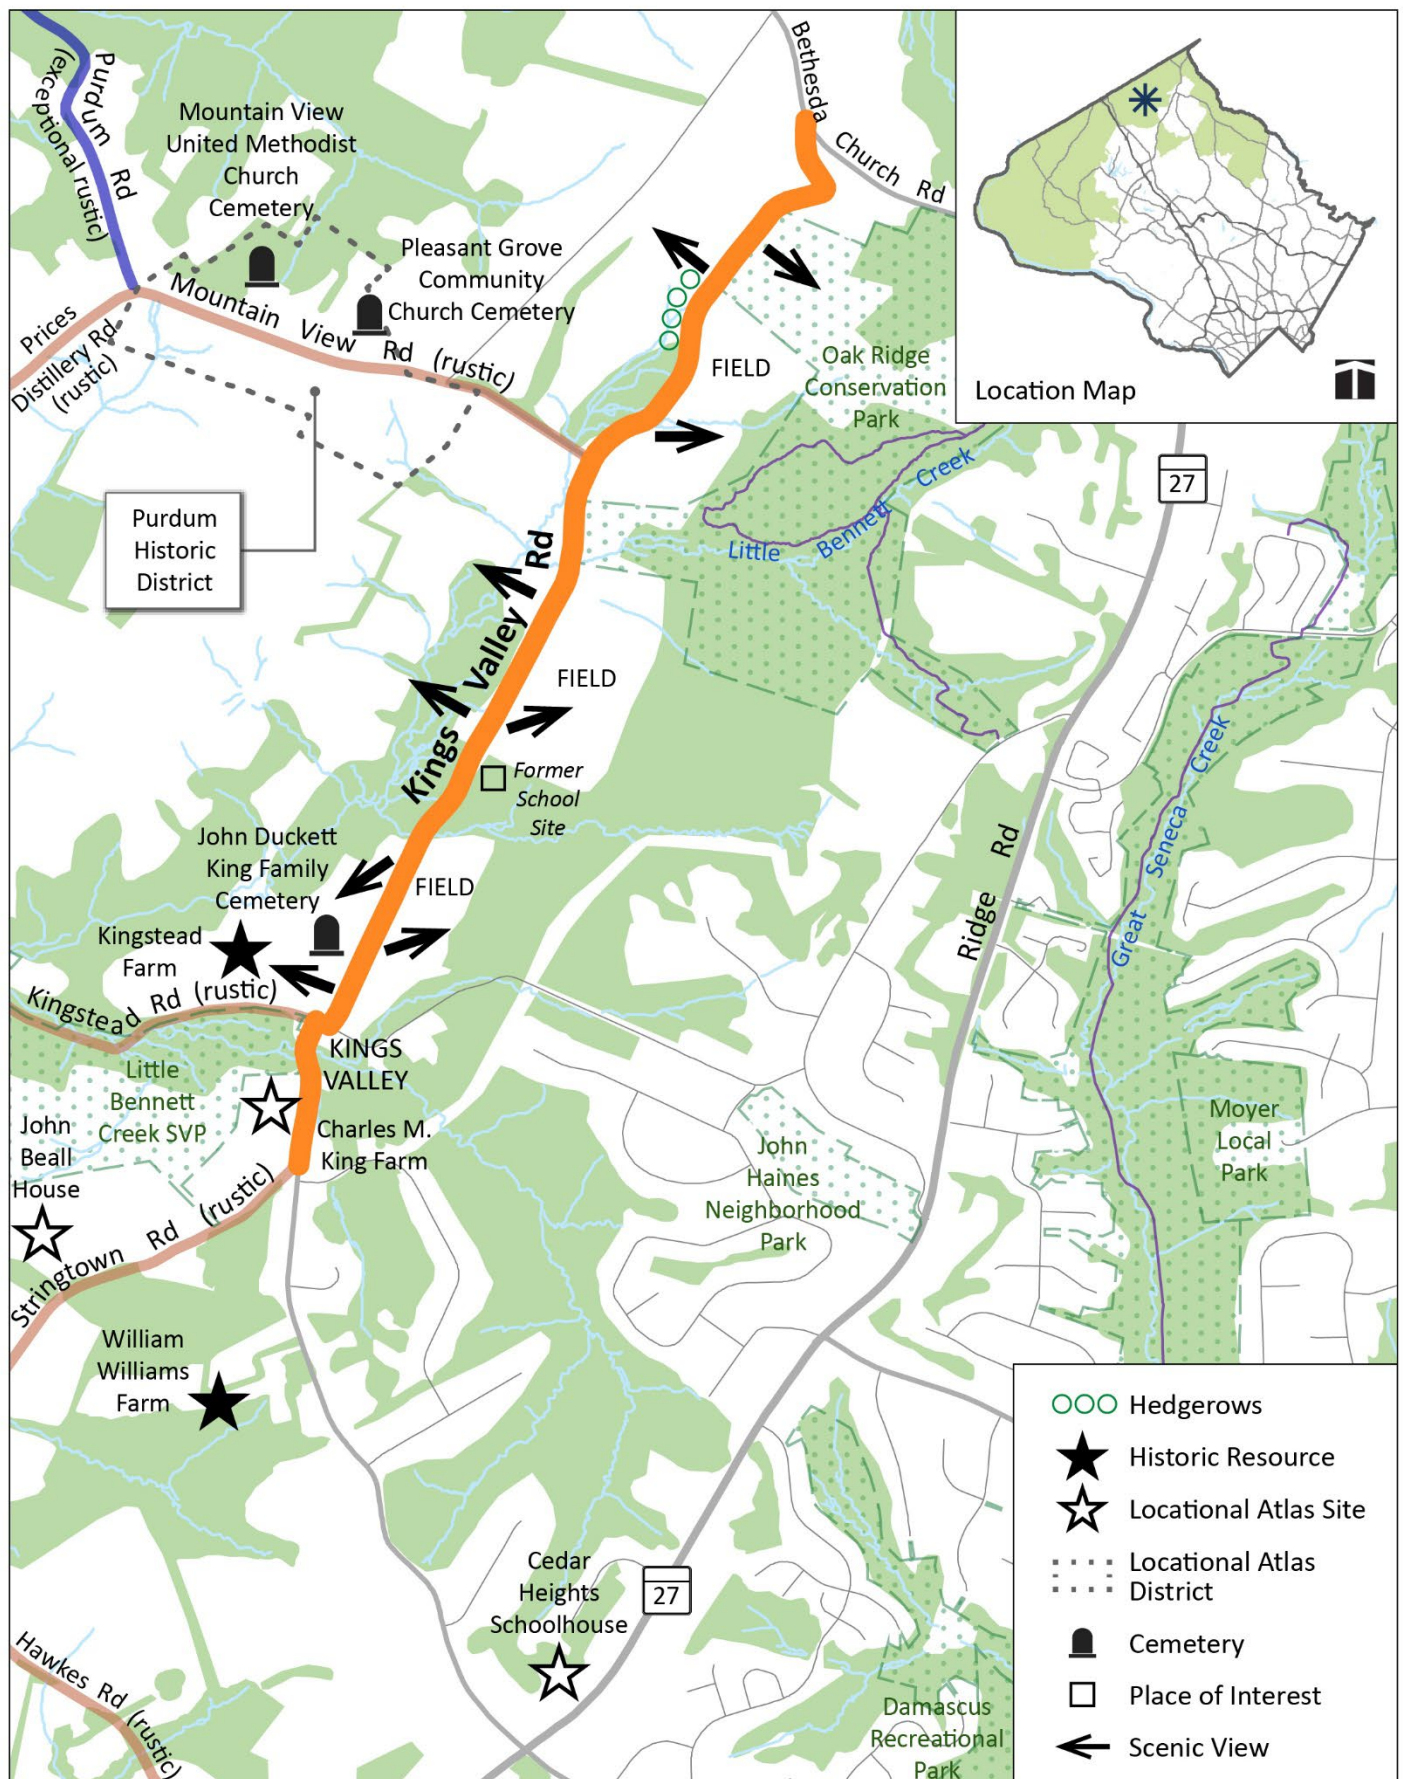 Bethesda Church Rd
Purdum Rd
(exceptional rustic)
Mountain View
United Methodist
Church
Cemetery
Pleasant Grove
Community
Church Cemetery
Mountain View Rd (rustic)
Prices
Distillery Rd
(rustic)
FIELD
Oak Ridge
Conservation
Park
Location Map
27
Purdum
Historic
District
Little Bennett Creek
Kings Valley Rd
FIELD
Former
School
Site
Great Seneca Creek
John Duckett
King Family
Cemetery
FIELD
Ridge Rd
Kingstead
Farm
Kingstead Rd (rustic)
KINGS
VALLEY
Little
Bennett
Creek SVP
John
Beall
House
Charles M.
King Farm
Moyer
Local
Park
John
Haines
Neighborhood
Park
Stringtown Rd (rustic)
William
Williams
Farm
Cedar
Heights
Schoolhouse
27
Hawkes Rd (rustic)
Damascus
Recreational
Park
Hedgerows
Historic Resource
Locational Atlas Site
Locational Atlas
District
Cemetery
Place of Interest
Scenic View